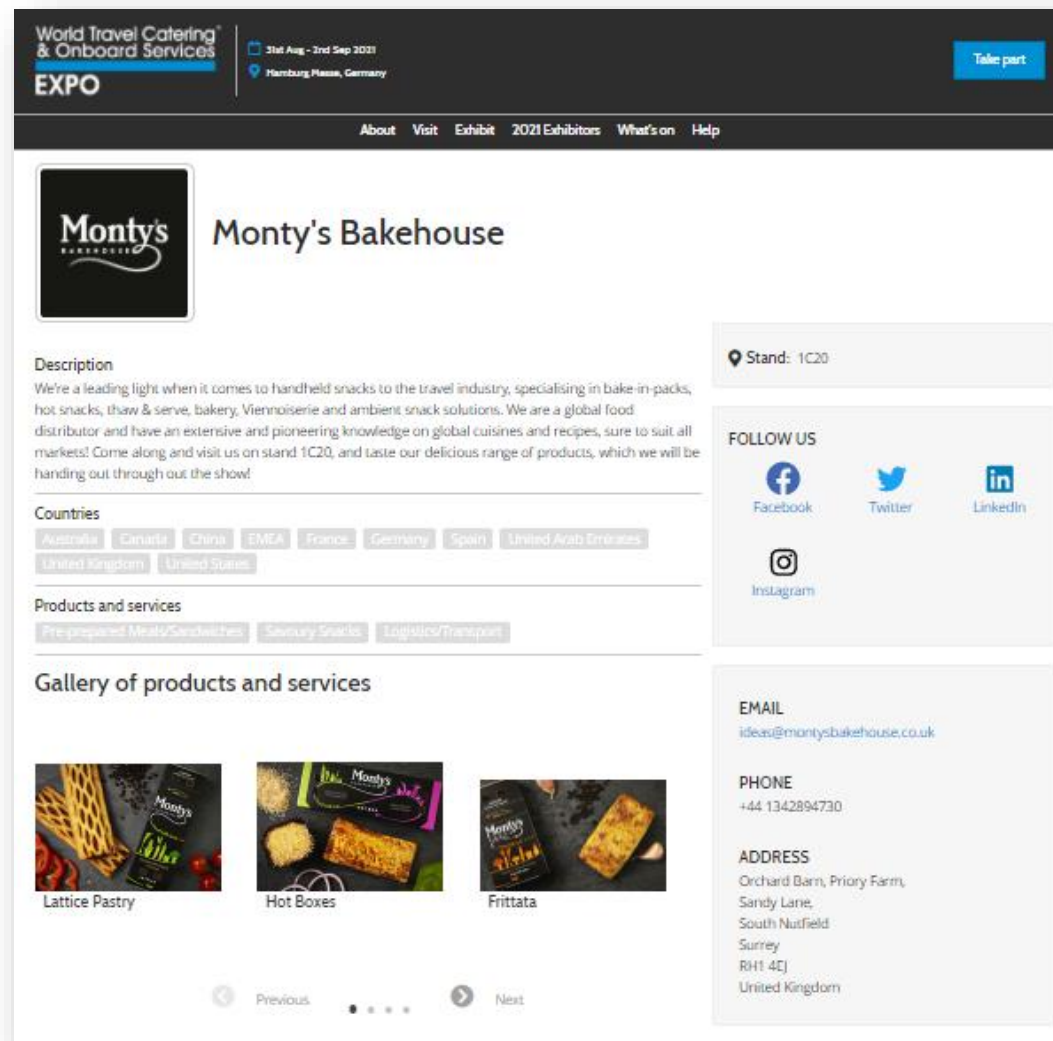 World Travel Catering
& Onboard Services
EXPO
31st Aug - 2nd Sep 2021
Hamburg Messe, Germany
Take part
About Visit Exhibit 2021 Exhibitors What's on Help
Monty's
BAKEHOUSE
Monty's Bakehouse
Description
We're a leading light when it comes to handheld snacks to the travel industry, specialising in bake-in-packs,
hot snacks, thaw & serve, bakery, Viennoiserie and ambient snack solutions. We are a global food
distributor and have an extensive and pioneering knowledge on global cuisines and recipes, sure to suit all
markets! Come along and visit us on stand 1C20, and taste our delicious range of products, which we will be
handing out through out the show!
Countries
Australia Canada China EMEA France Germany Spain United Arab Emirates
United Kingdom United States
Products and services
Pre-prepared Meals/Sandwiches Savoury Snacks Logistics/Transport
Gallery of products and services
Monty's
Monty's
Monty's
Lattice Pastry
Hot Boxes
Frittata
Previous
Next
Stand: 1C20
FOLLOW US
Facebook
Twitter
LinkedIn
Instagram
EMAIL
ideas@montysbakehouse.co.uk
PHONE
+44 1342894730
ADDRESS
Orchard Barn, Priory Farm,
Sandy Lane,
South Nutfield
Surrey
RH1 4EJ
United Kingdom